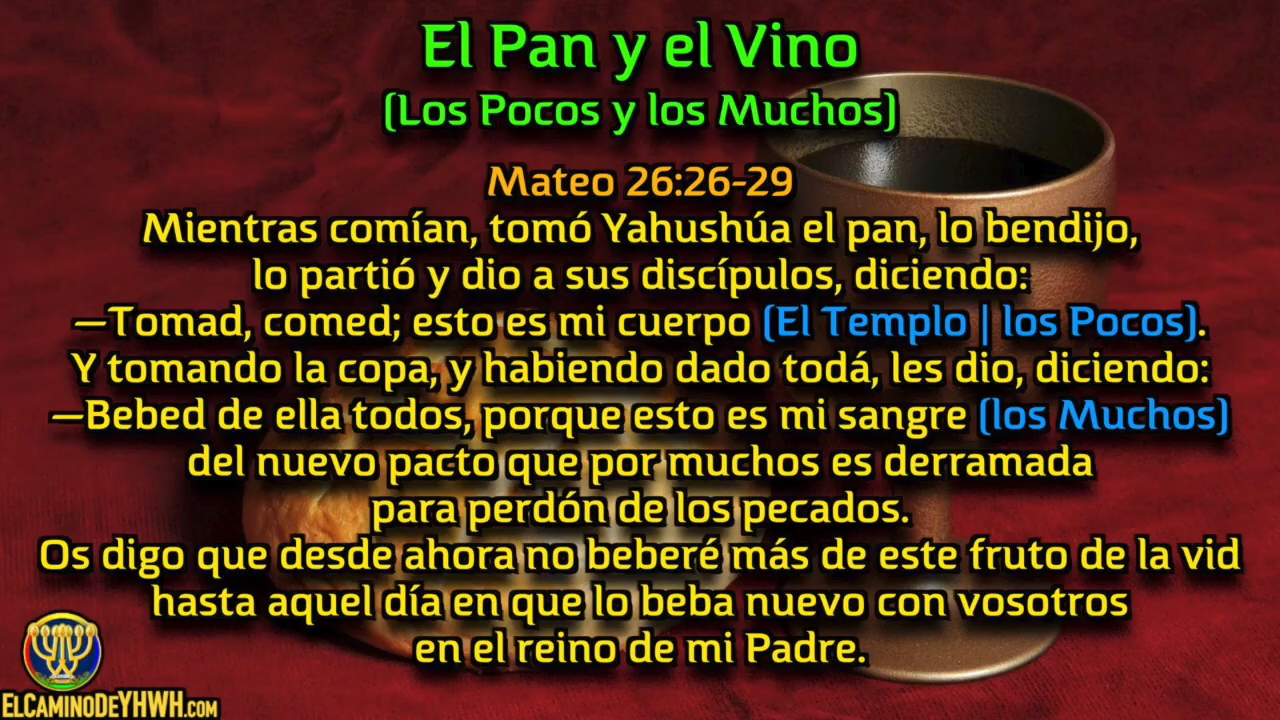 El Pan y el Vino
(Los Pocos y los Muchos)
Mateo 26:26-29
Mientras comían, tomó Yahushúa el pan, lo bendijo,
lo partió y dio a sus discípulos, diciendo:
—Tomad, comed; esto es mi cuerpo (El Templo | los Pocos).
Y tomando la copa, y habiendo dado todá, les dio, diciendo:
—Bebed de ella todos, porque esto es mi sangre (los Muchos)
del nuevo pacto que por muchos es derramada
para perdón de los pecados.
Os digo que desde ahora no beberé más de este fruto de la vid
hasta aquel día en que lo beba nuevo con vosotros
en el reino de mi Padre.
ELCAMINODEYHWH.com